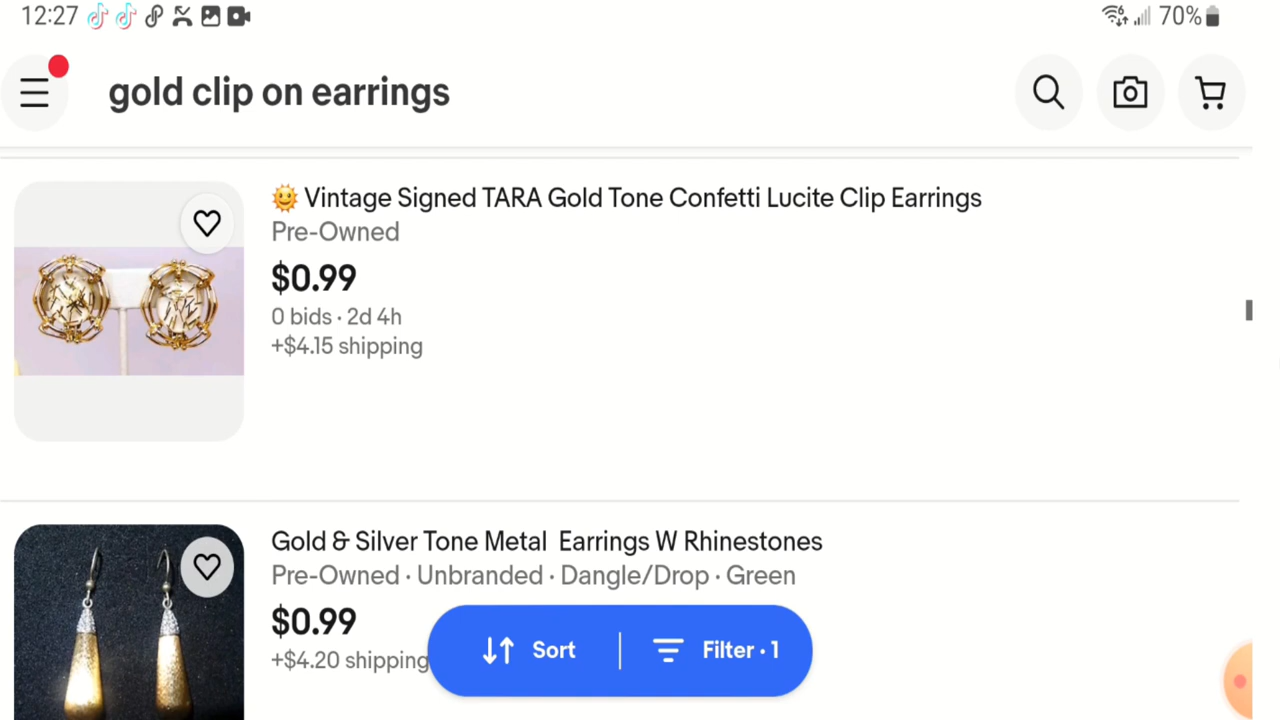 12:27
70%
gold clip on earrings
🌞 Vintage Signed TARA Gold Tone Confetti Lucite Clip Earrings
Pre-Owned
$0.99
0 bids · 2d 4h
+$4.15 shipping
Gold & Silver Tone Metal Earrings W Rhinestones
Pre-Owned · Unbranded · Dangle/Drop · Green
$0.99
+$4.20 shipping
Sort
Filter · 1